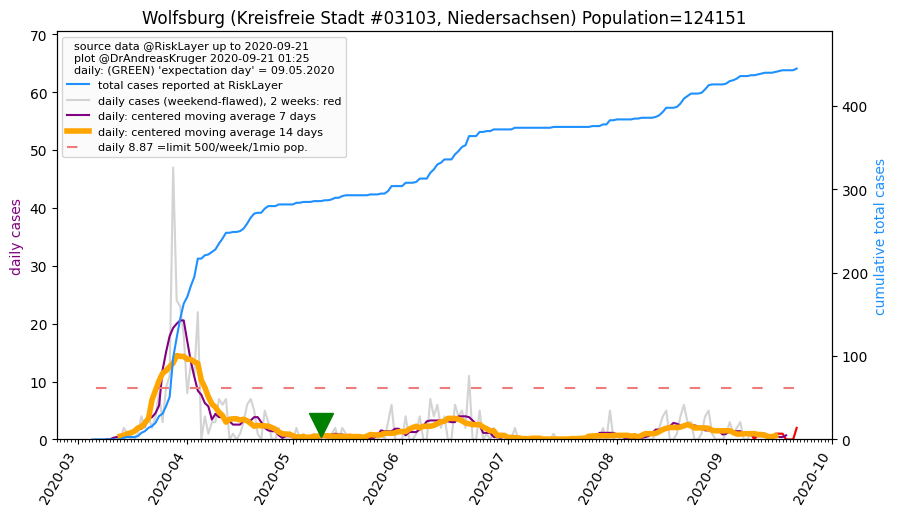 Wolfsburg (Kreisfreie Stadt #03103, Niedersachsen) Population=124151
source data @RiskLayer up to 2020-09-21
plot @DrAndreasKruger 2020-09-21 01:25
daily: (GREEN) 'expectation day' = 09.05.2020
total cases reported at RiskLayer
daily cases (weekend-flawed), 2 weeks: red
daily: centered moving average 7 days
daily: centered moving average 14 days
daily 8.87 =limit 500/week/1mio pop.
daily cases
70
60
50
40
30
20
10
0
cumulative total cases
400
300
200
100
0
2020-03
2020-04
2020-05
2020-06
2020-07
2020-08
2020-09
2020-10